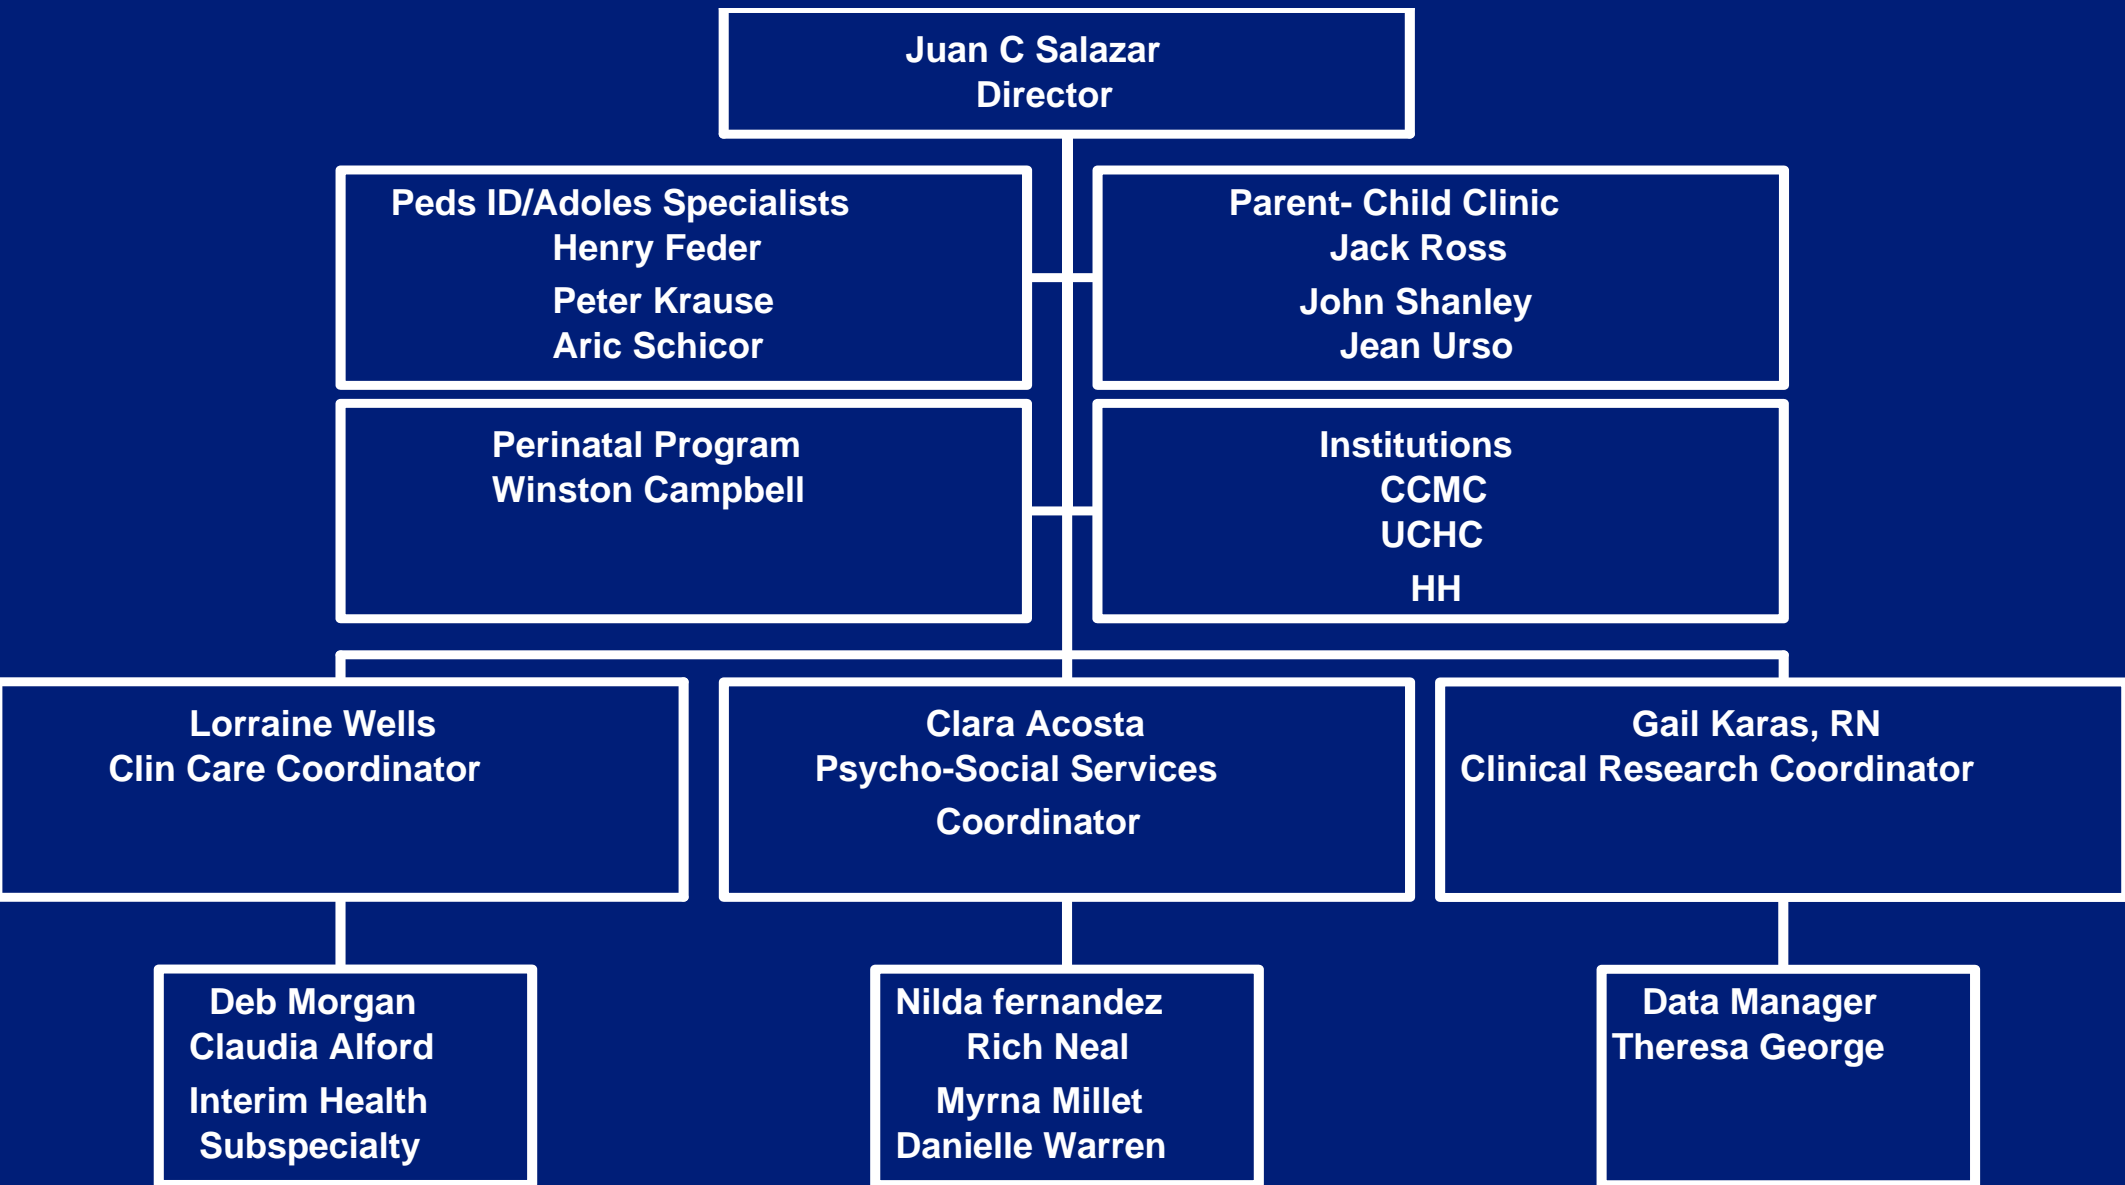 Juan C Salazar
Director
Peds ID/Adoles Specialists
Henry Feder
Peter Krause
Aric Schicor
Parent- Child Clinic
Jack Ross
John Shanley
Jean Urso
Perinatal Program
Winston Campbell
Institutions
CCMC
UCHC
HH
Lorraine Wells
Clin Care Coordinator
Clara Acosta
Psycho-Social Services
Coordinator
Gail Karas, RN
Clinical Research Coordinator
Deb Morgan
Claudia Alford
Interim Health
Subspecialty
Nilda fernandez
Rich Neal
Myrna Millet
Danielle Warren
Data Manager
Theresa George